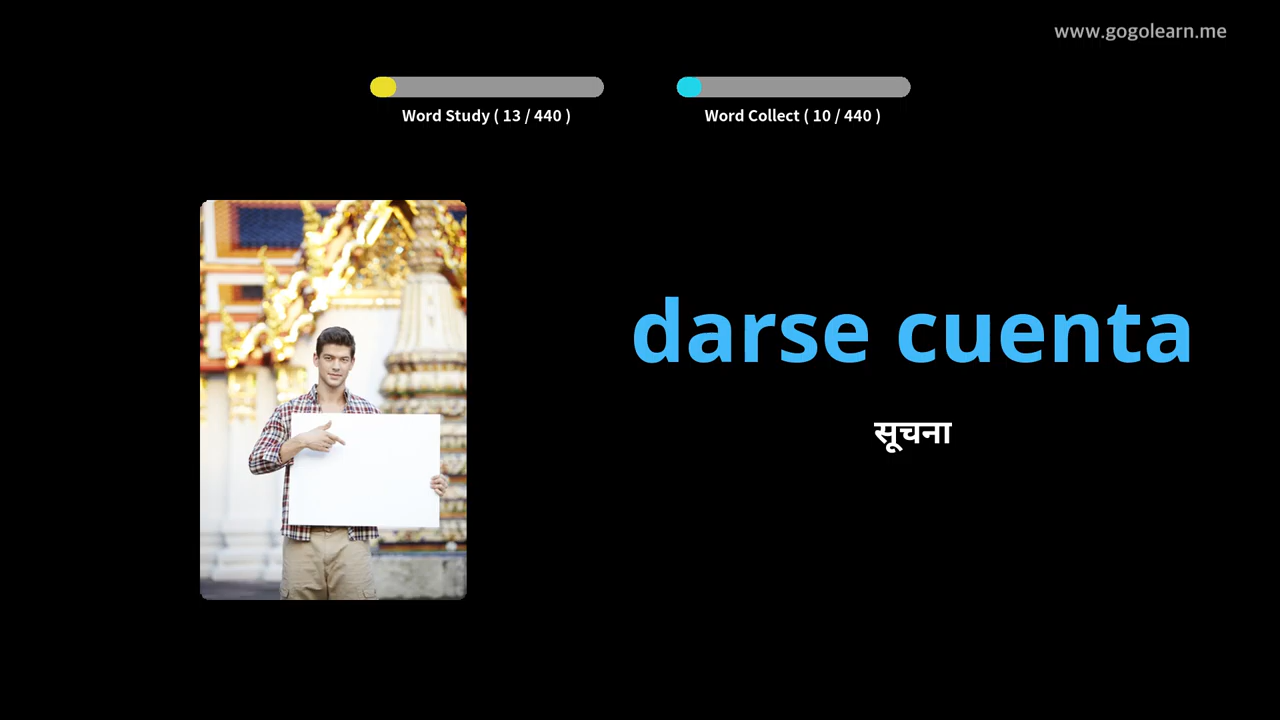 www.gogolearn.me
Word Study ( 13 / 440 )
Word Collect ( 10 / 440 )
darse cuenta
सूचना